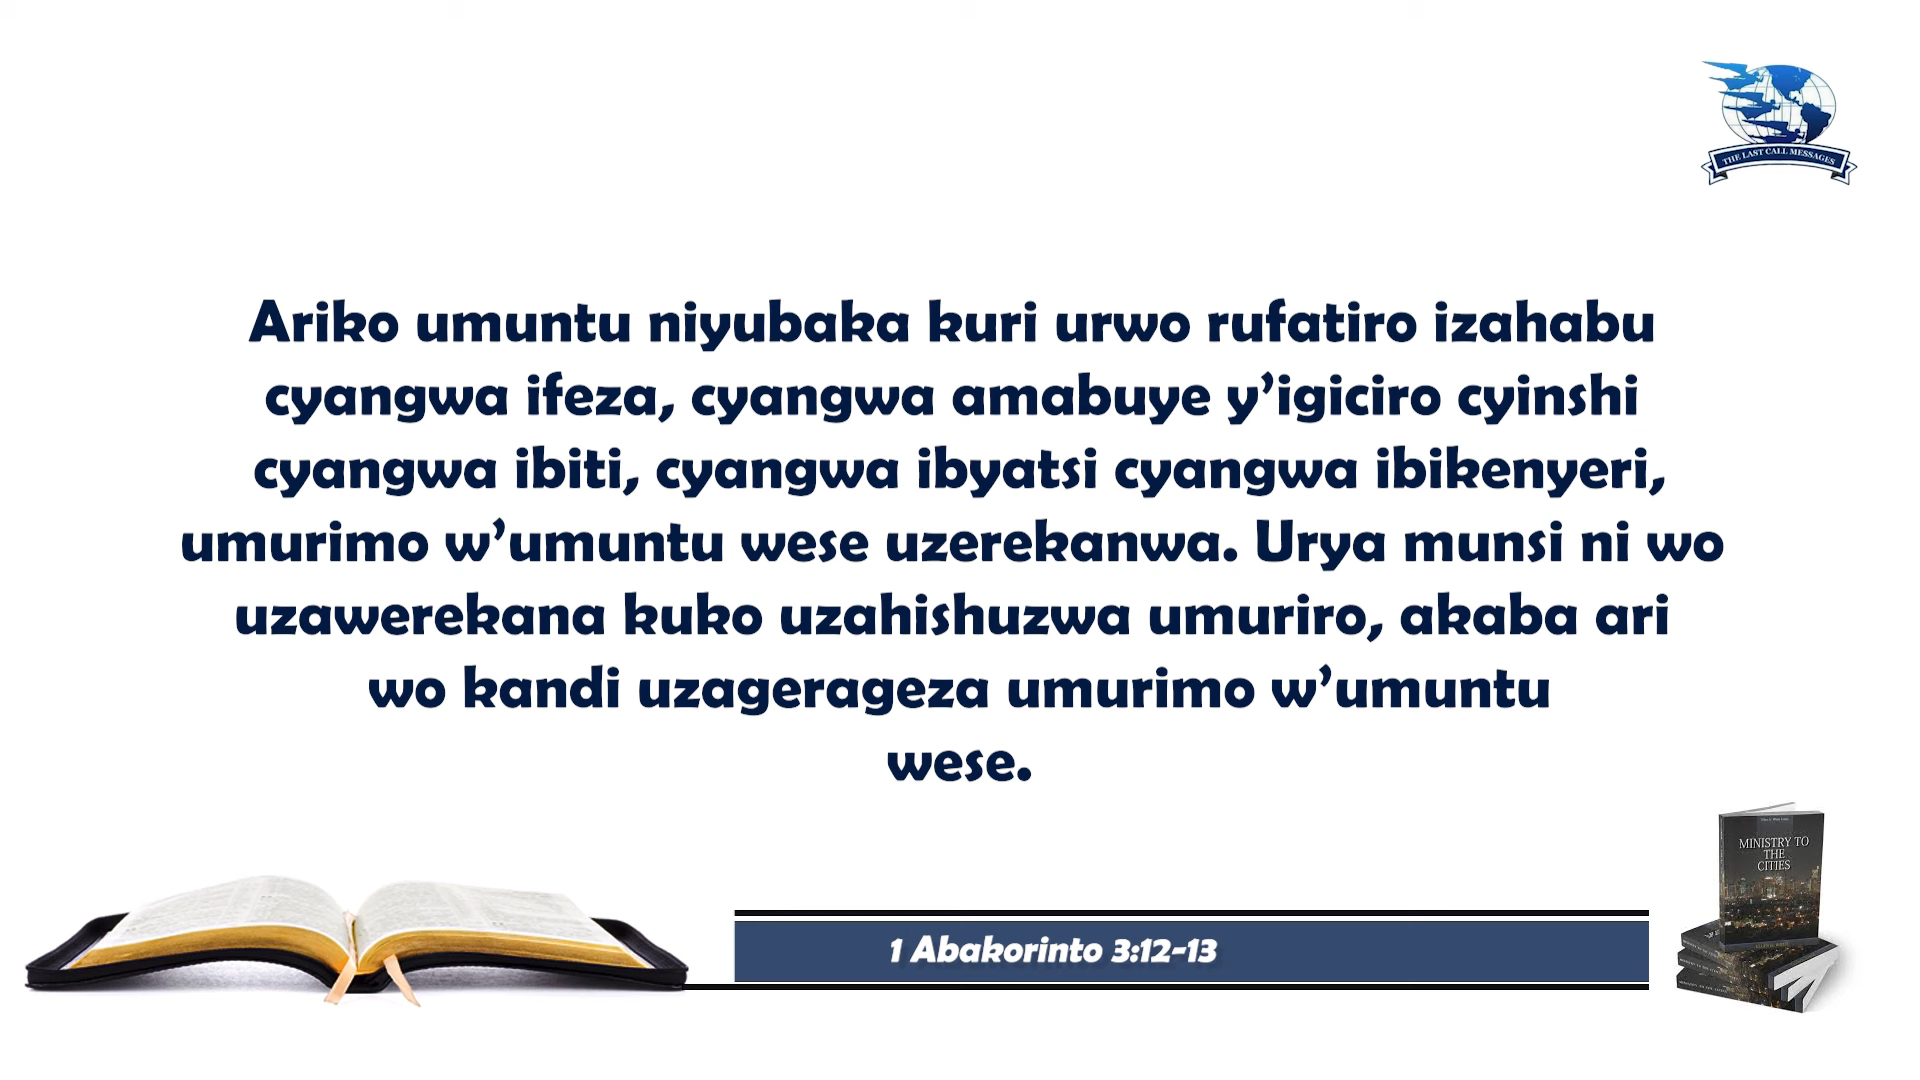 THE LAST CALL MESSAGES
Ariko umuntu niyubaka kuri urwo rufatiro izahabu
cyangwa ifeza, cyangwa amabuye y’igiciro cyinshi
cyangwa ibiti, cyangwa ibyatsi cyangwa ibikenyeri,
umurimo w’umuntu wese uzerekanwa. Urya munsi ni wo
uzawerekana kuko uzahishuzwa umuriro, akaba ari
wo kandi uzagerageza umurimo w’umuntu
wese.
MINISTRY TO
THE
CITIES
1 Abakorinto 3:12-13